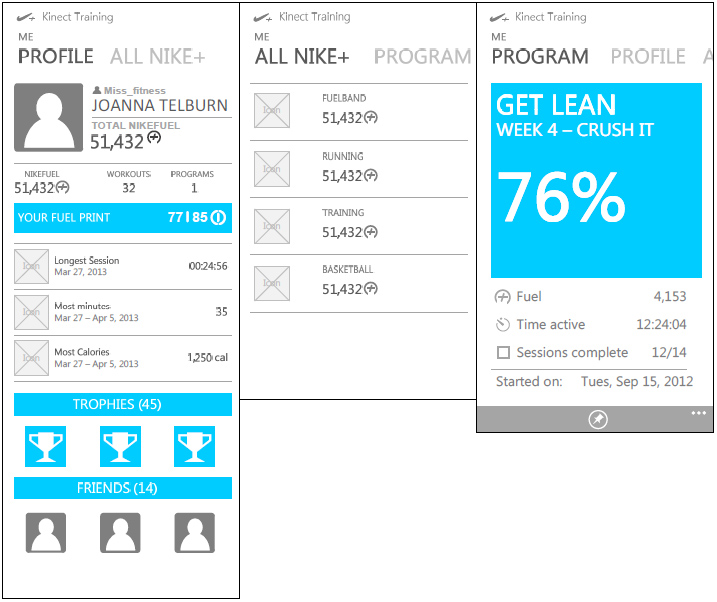 Kinect Training
ME
PROFILE ALL NIKE+
Miss_fitness
JOANNA TELBURN
TOTAL NIKEFUEL
51,432
NIKEFUEL WORKOUTS PROGRAMS
51,432 32 1
YOUR FUEL PRINT 77185
Icon Longest Session 00:24:56
Mar 27, 2013
Icon Most minutes 35
Mar 27 – Apr 5, 2013
Icon Most Calories 1,250 cal
Mar 27 – Apr 5, 2013
TROPHIES (45)
FRIENDS (14)
Kinect Training
ME
ALL NIKE+ PROGRAM
FUELBAND
Icon 51,432
RUNNING
Icon 51,432
TRAINING
Icon 51,432
BASKETBALL
Icon 51,432
Kinect Training
ME
PROGRAM PROFILE A
GET LEAN
WEEK 4 – CRUSH IT
76%
Fuel 4,153
Time active 12:24:04
Sessions complete 12/14
Started on: Tues, Sep 15, 2012